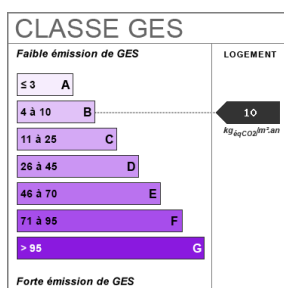 CLASSE GES
Faible émission de GES
LOGEMENT
≤ 3 A
4 à 10 B
10
kgéqCO2/m².an
11 à 25 C
26 à 45 D
46 à 70 E
71 à 95 F
> 95 G
Forte émission de GES